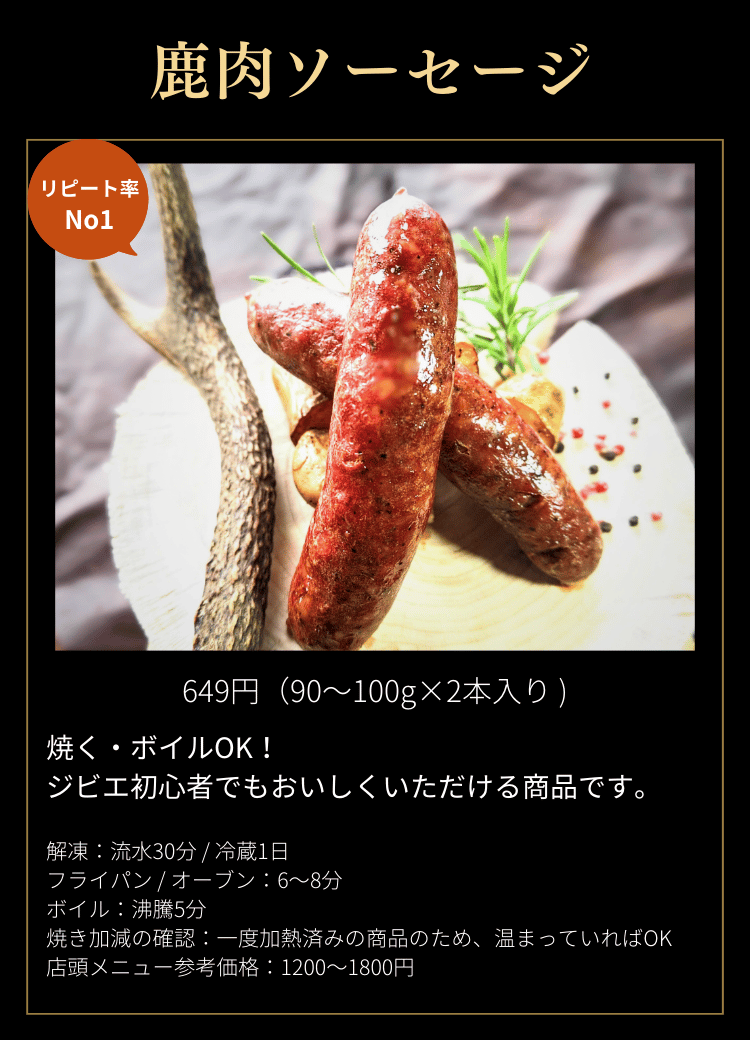 鹿肉ソーセージ
リピート率
No1
649円（90〜100g×2本入り )
焼く・ボイルOK！
ジビエ初心者でもおいしくいただける商品です。
解凍：流水30分 / 冷蔵1日
フライパン / オーブン：6〜8分
ボイル：沸騰5分
焼き加減の確認：一度加熱済みの商品のため、温まっていればOK
店頭メニュー参考価格：1200〜1800円